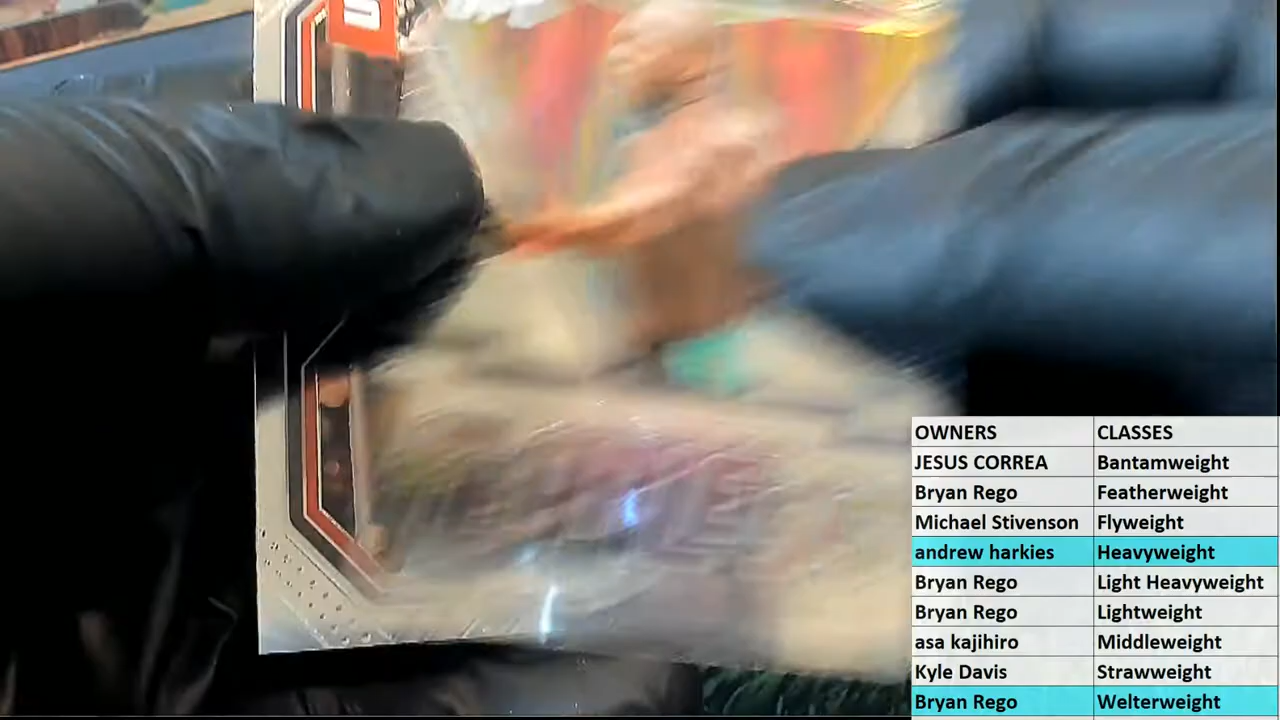 OWNERS CLASSES
JESUS CORREA Bantamweight
Bryan Rego Featherweight
Michael Stivenson Flyweight
andrew harkies Heavyweight
Bryan Rego Light Heavyweight
Bryan Rego Lightweight
asa kajihiro Middleweight
Kyle Davis Strawweight
Bryan Rego Welterweight